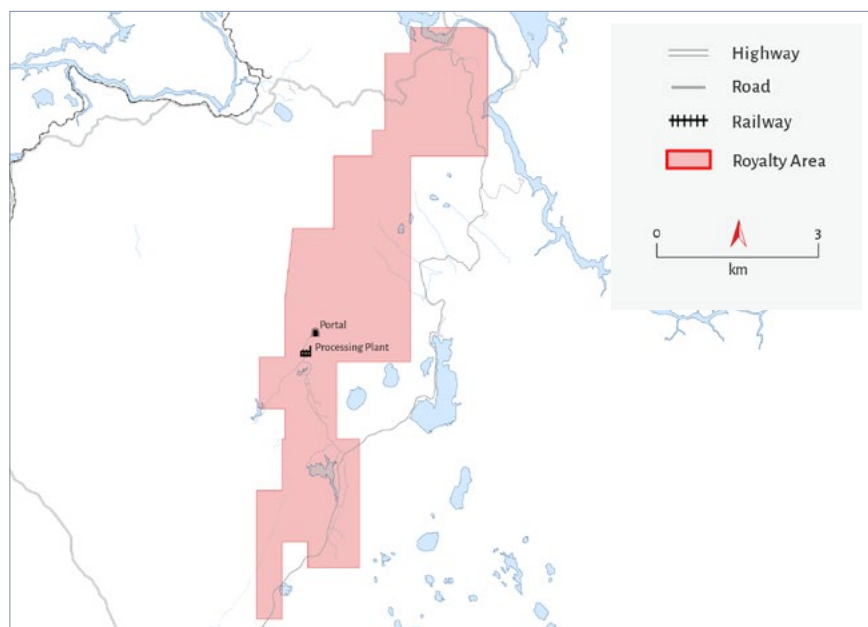 Highway
Road
Railway
Royalty Area
0 3
km
Portal
Processing Plant